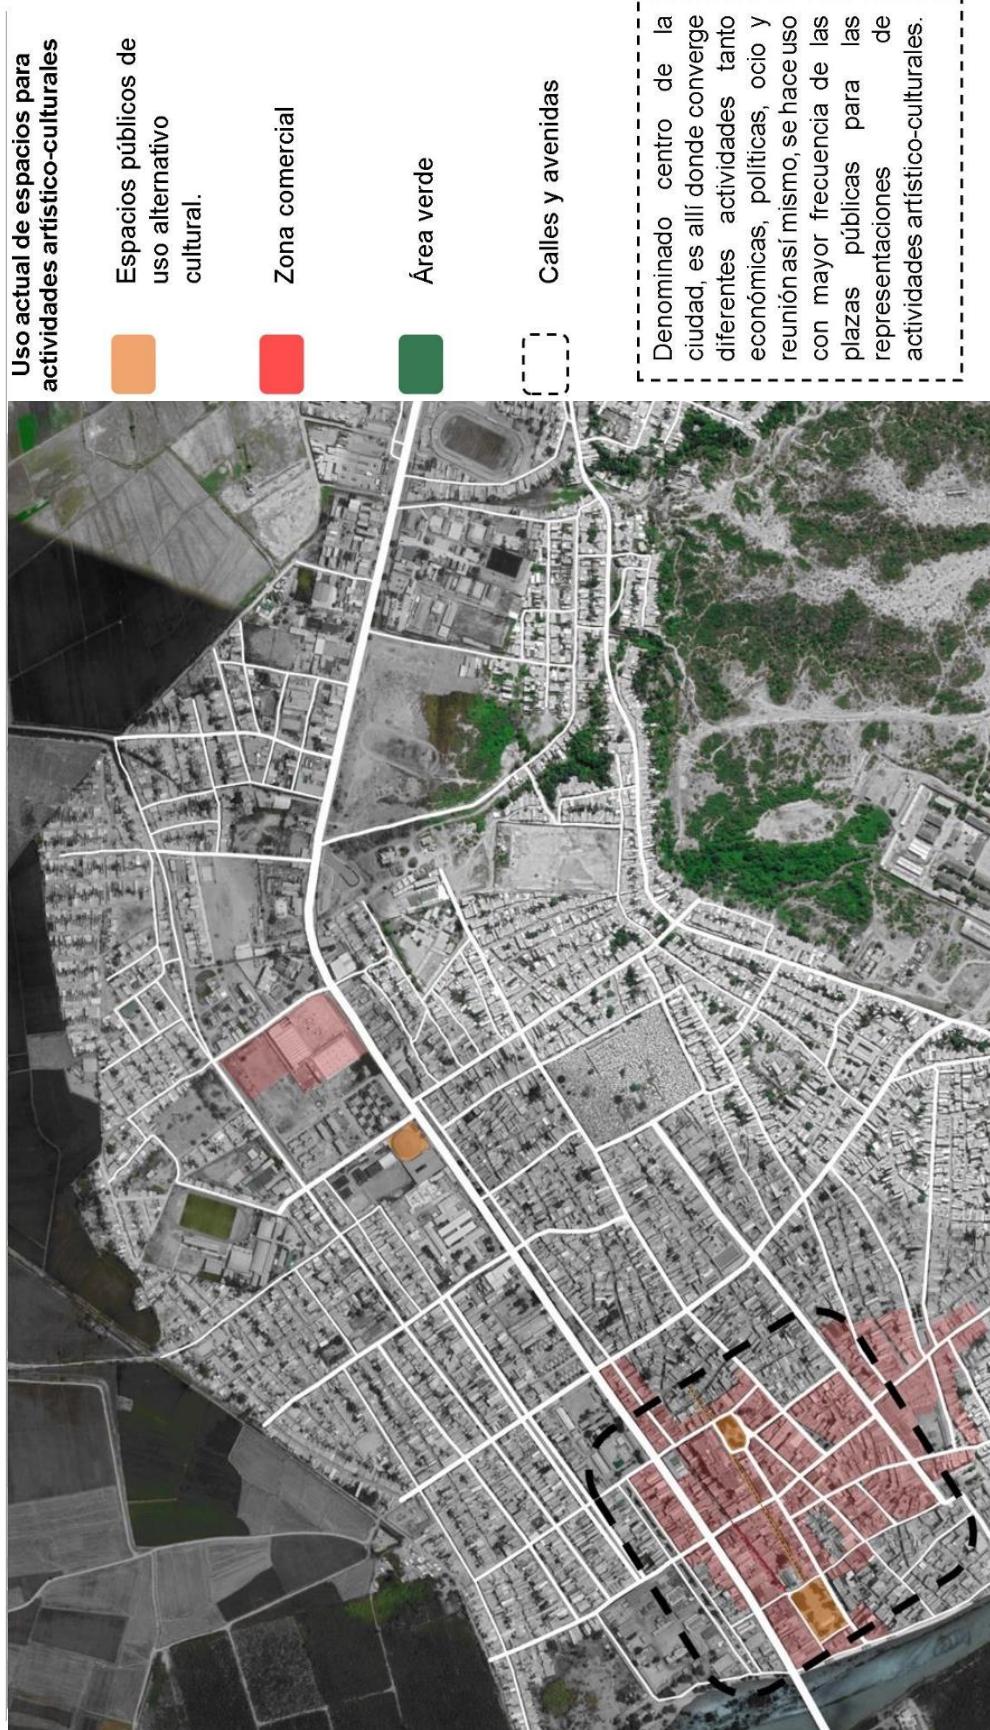 Uso actual de espacios para
actividades artístico-culturales
Espacios públicos de
uso alternativo
cultural.
Zona comercial
Área verde
Calles y avenidas
Denominado centro de la
ciudad, es allí donde converge
diferentes actividades tanto
económicas, políticas, ocio y
reunión así mismo, se hace uso
con mayor frecuencia de las
plazas públicas para las
representaciones de
actividades artístico-culturales.